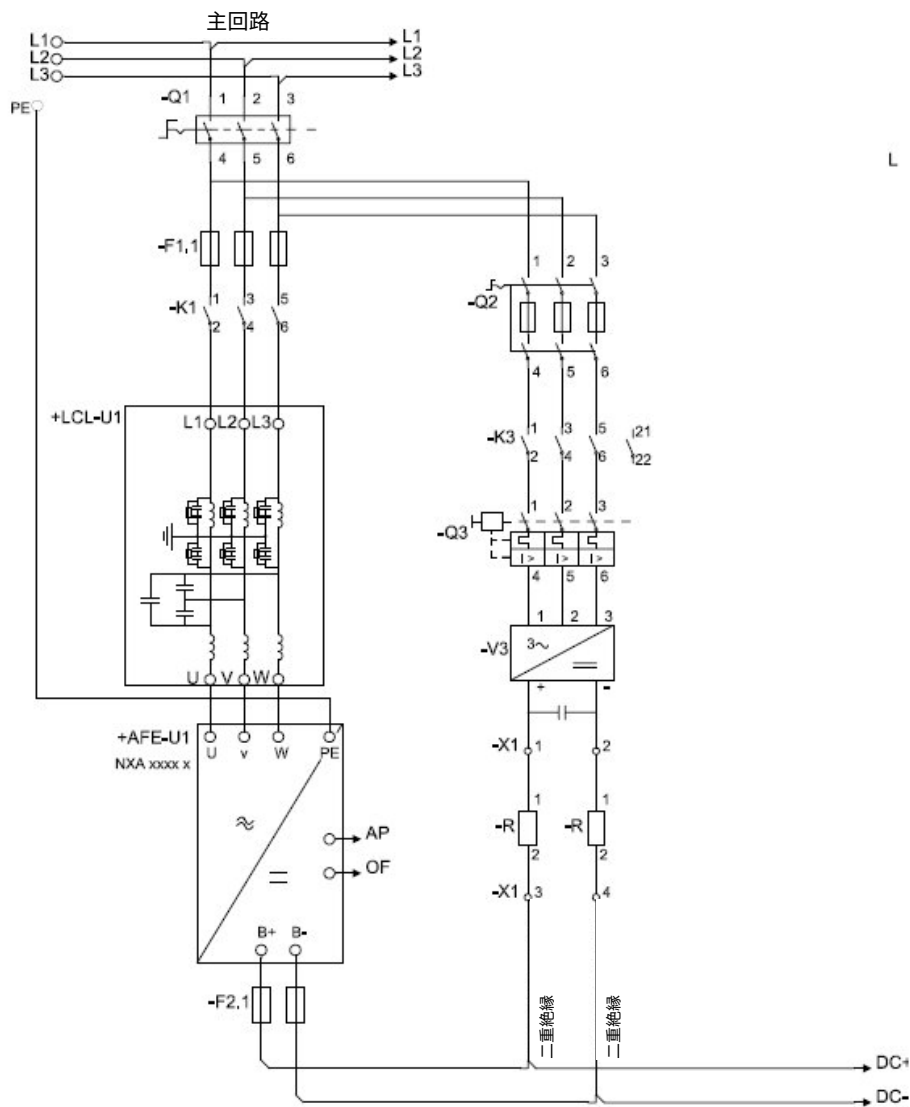 主回路
L1 L1
L2 L2
L3 L3
PE
-Q1 1 2 3
4 5 6
L
-F1,1
1 2 3
-Q2
4 5 6
-K1 1 3 5
2 4 6
+LCL-U1
L1 L2 L3
-K3 1 3 5 21
2 4 6 22
1 2 3
-Q3
I> I> I>
4 5 6
1 2 3
-V3 3~
+ -
U V W
+AFE-U1
NXA xxxx x
U v W PE
-X1 1 2
AP
OF
1 1
-R -R
2 2
-X1 3 4
B+ B-
-F2,1
二重絶縁
二重絶縁
DC+
DC-